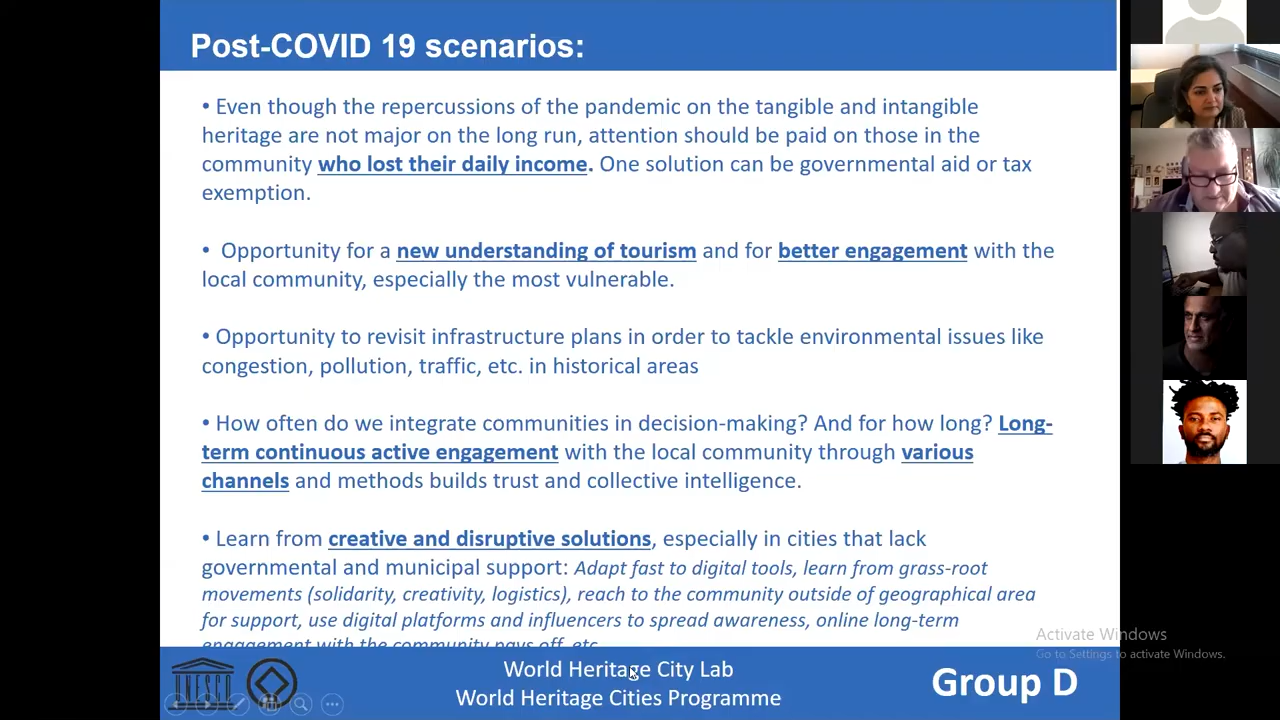 Post-COVID 19 scenarios:
• Even though the repercussions of the pandemic on the tangible and intangible
heritage are not major on the long run, attention should be paid on those in the
community who lost their daily income. One solution can be governmental aid or tax
exemption.
• Opportunity for a new understanding of tourism and for better engagement with the
local community, especially the most vulnerable.
• Opportunity to revisit infrastructure plans in order to tackle environmental issues like
congestion, pollution, traffic, etc. in historical areas
• How often do we integrate communities in decision-making? And for how long? Long-
term continuous active engagement with the local community through various
channels and methods builds trust and collective intelligence.
• Learn from creative and disruptive solutions, especially in cities that lack
governmental and municipal support: Adapt fast to digital tools, learn from grass-root
movements (solidarity, creativity, logistics), reach to the community outside of geographical area
for support, use digital platforms and influencers to spread awareness, online long-term
engagement with the community pays off, etc.
Activate Windows
Go to Settings to activate Windows.
UNESCO
World Heritage City Lab
World Heritage Cities Programme
Group D